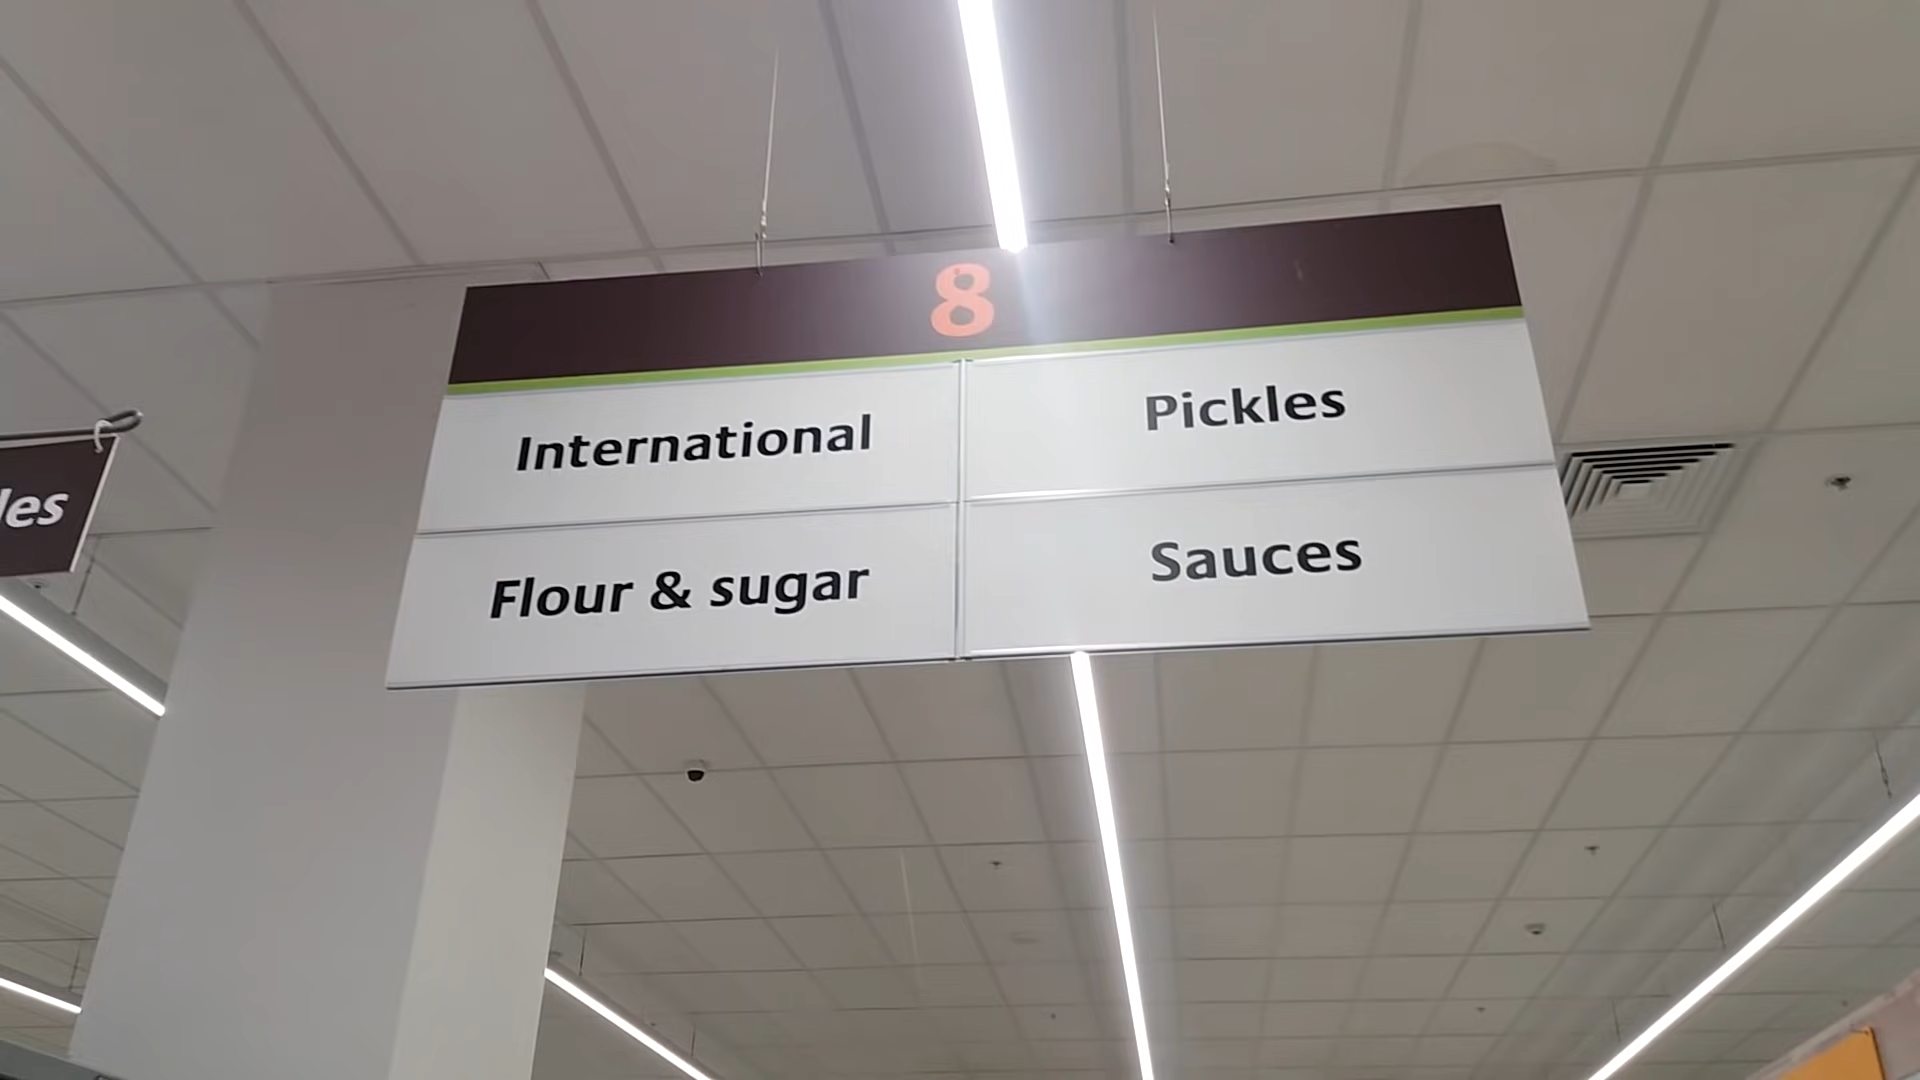 8
International
Pickles
Flour & sugar
Sauces